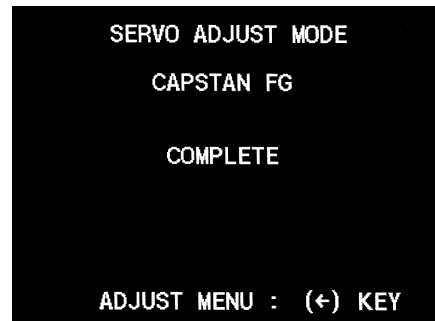 SERVO ADJUST MODE
CAPSTAN FG
COMPLETE
ADJUST MENU : (←) KEY